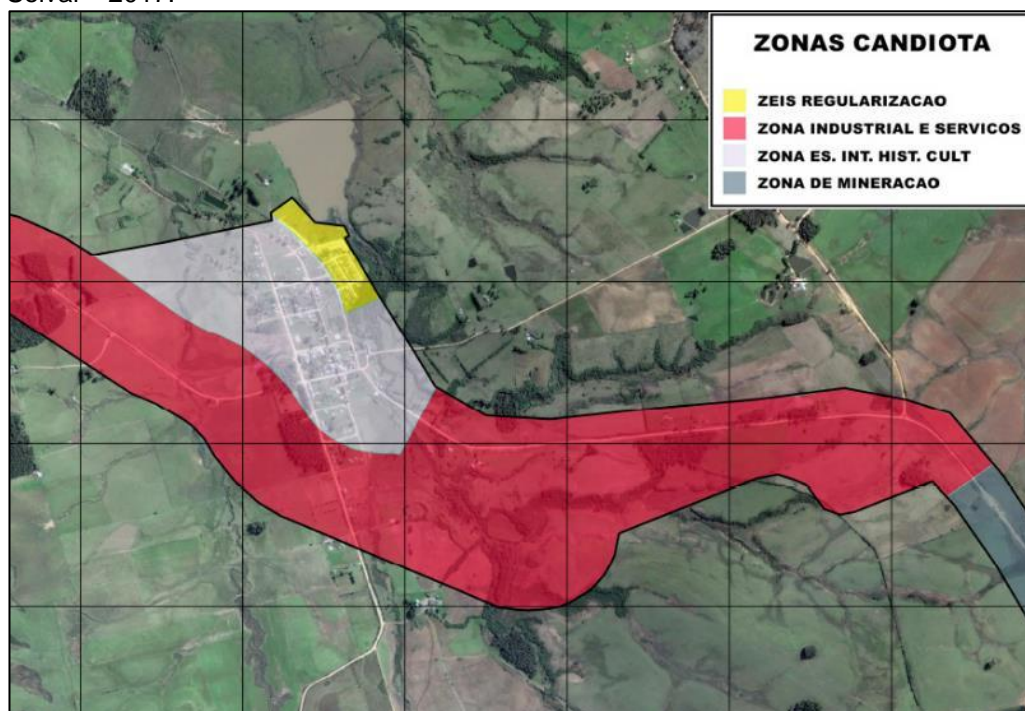 ZONAS CANDIOTA
ZEIS REGULARIZACAO
ZONA INDUSTRIAL E SERVICOS
ZONA ES. INT. HIST. CULT
ZONA DE MINERACAO